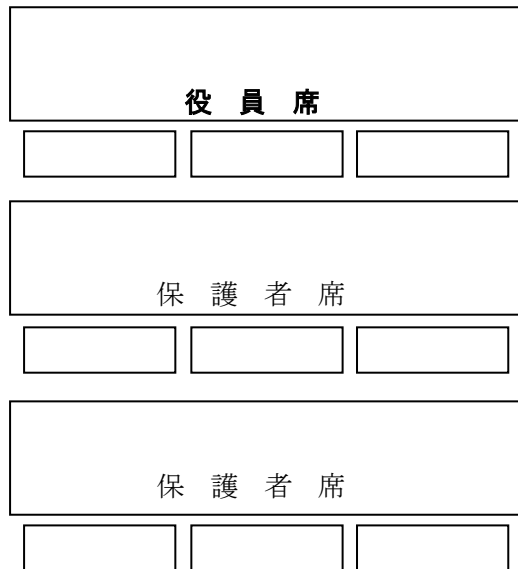 役 員 席
保 護 者 席
保 護 者 席